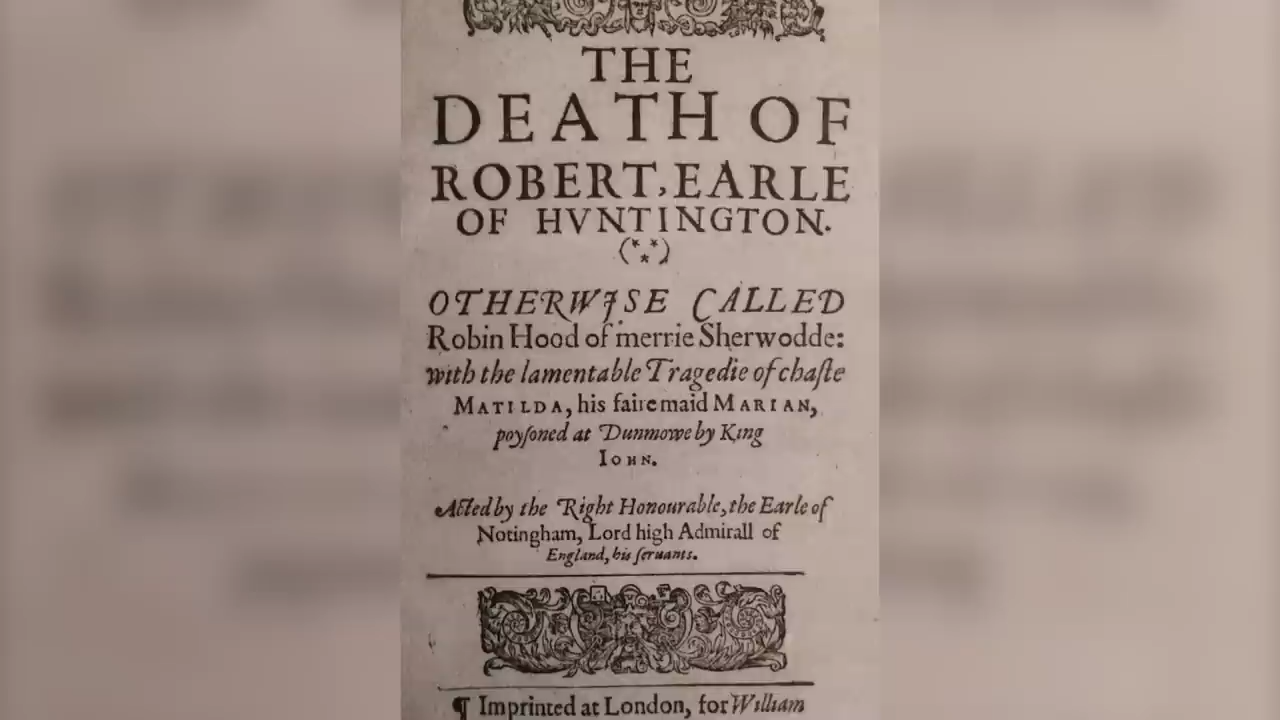 THE
DEATH OF
ROBERT, EARLE
OF HVNTINGTON.
(***)
OTHERWISE CALLED
Robin Hood of merrie Sherwodde:
with the lamentable Tragedie of chaſte
MATILDA, his faire maid MARIAN,
poyſoned at Dunmowe by King
IOHN.
Acted by the Right Honourable, the Earle of
Notingham, Lord high Admirall of
England, his ſeruants.
¶ Imprinted at London, for William